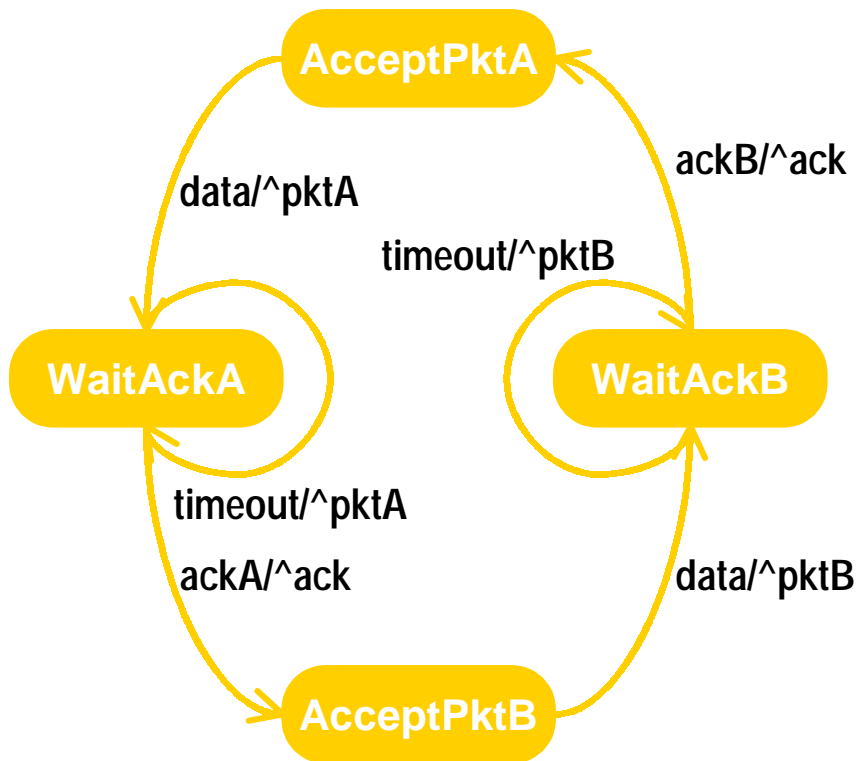 AcceptPktA
ackB/^ack
data/^pktA
timeout/^pktB
WaitAckA
WaitAckB
timeout/^pktA
ackA/^ack
data/^pktB
AcceptPktB